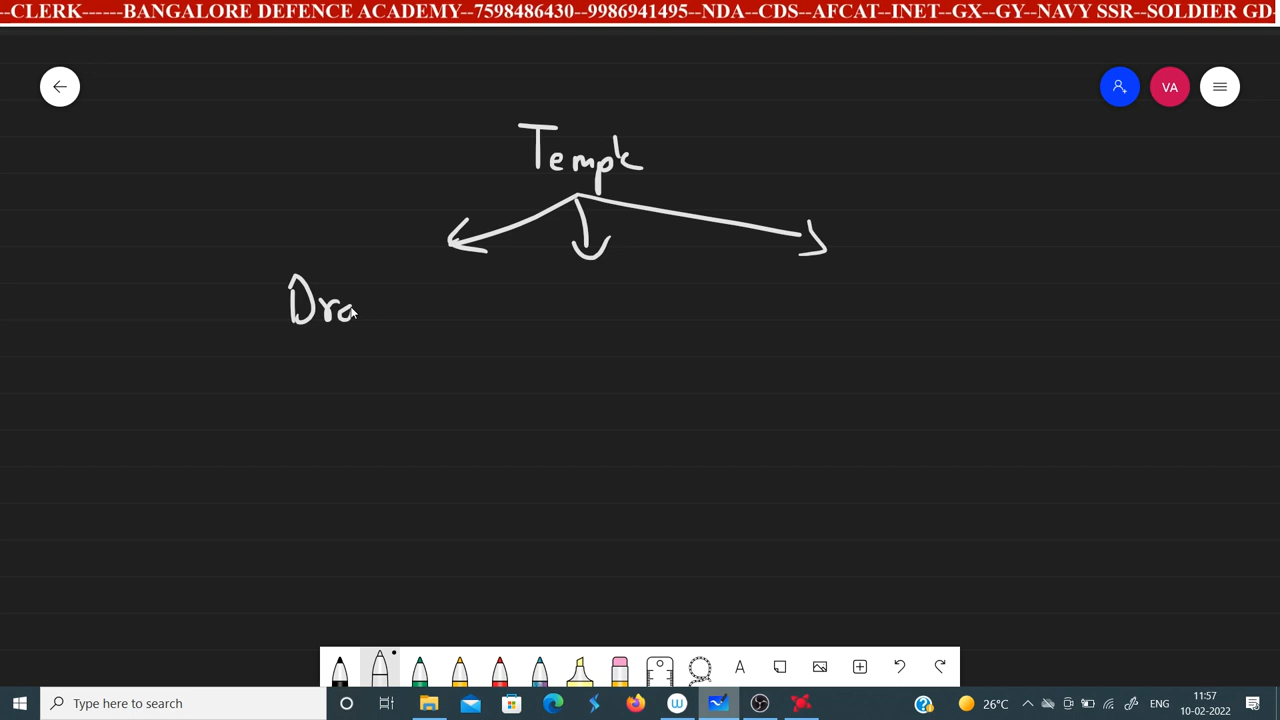 --CLERK------BANGALORE DEFENCE ACADEMY--7598486430--9986941495--NDA--CDS--AFCAT--INET--GX--GY--NAVY SSR--SOLDIER GD-
VA
Temple
Dra
A
Type here to search
26°C
ENG
11:57
10-02-2022